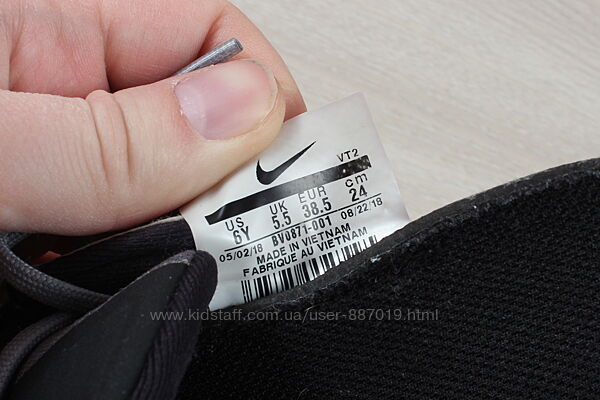 VT2
US UK EUR cm
6Y 5.5 38.5 24
05/02/18 BV0871-001 08/22/18
MADE IN VIETNAM
FABRIQUE AU VIETNAM
www.kidstaff.com.ua/user-887019.html